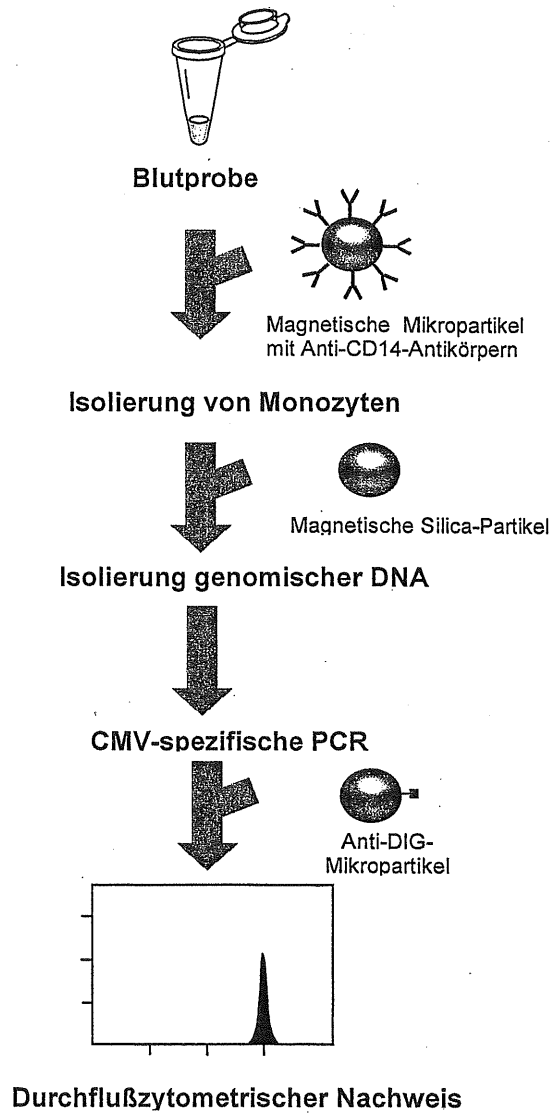 Blutprobe
Magnetische Mikropartikel
mit Anti-CD14-Antikörpern
Isolierung von Monozyten
Magnetische Silica-Partikel
Isolierung genomischer DNA
CMV-spezifische PCR
Anti-DIG-
Mikropartikel
Durchflußzytometrischer Nachweis